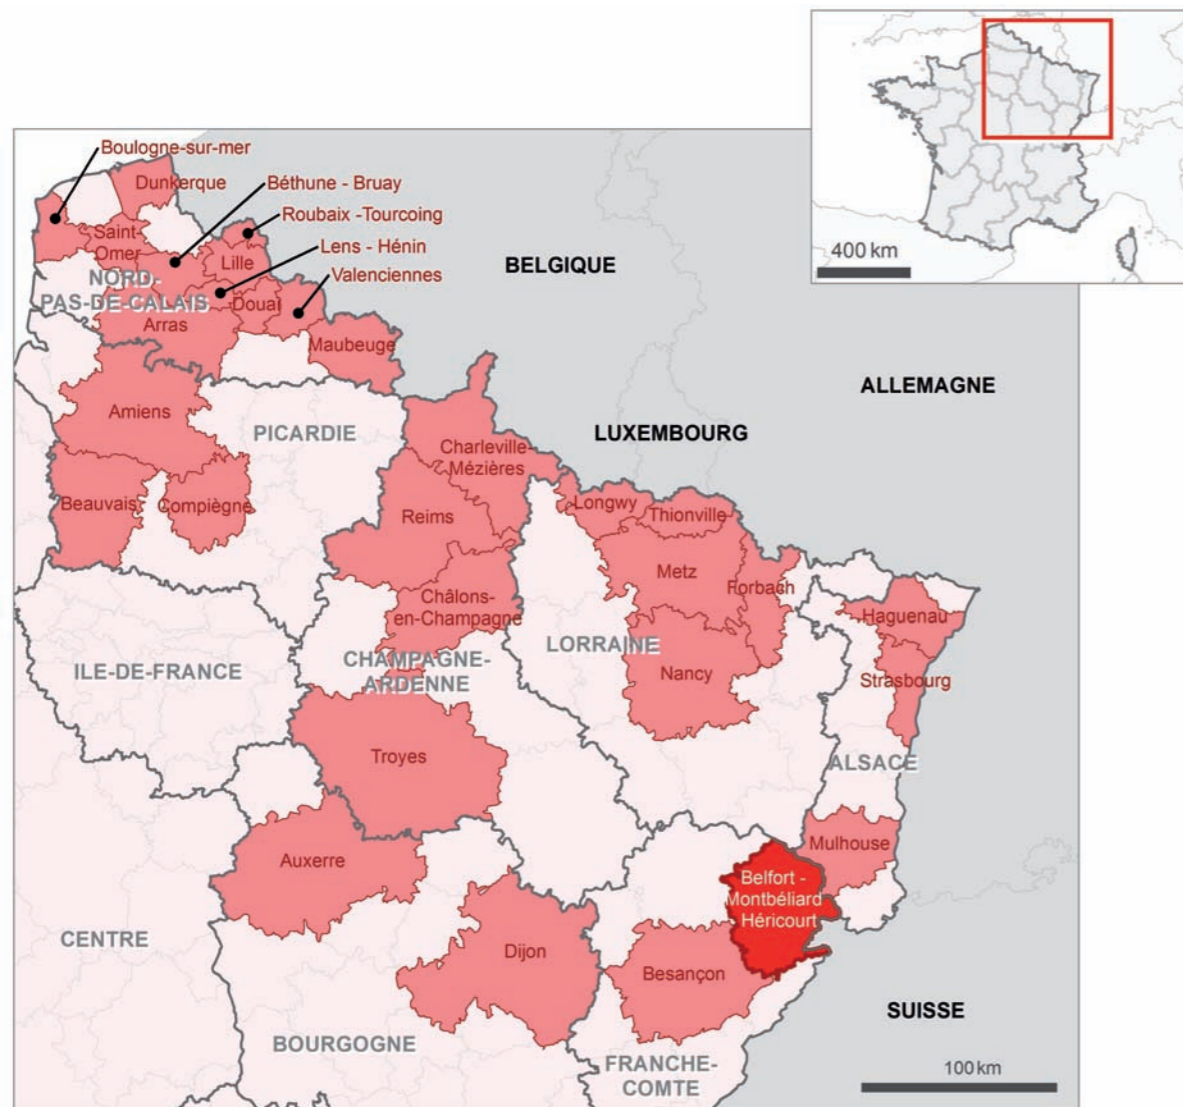 400 km
Boulogne-sur-mer
Dunkerque
Béthune - Bruay
Roubaix -Tourcoing
Saint-
Omer
Lille
Lens - Hénin
Valenciennes
BELGIQUE
NORD-
PAS-DE-CALAIS
Douai
Arras
Maubeuge
ALLEMAGNE
Amiens
PICARDIE
LUXEMBOURG
Charleville-
Mézières
Beauvais
Compiègne
Reims
Longwy
Thionville
Metz
Forbach
Châlons-
en-Champagne
Haguenau
LORRAINE
ILE-DE-FRANCE
CHAMPAGNE-
ARDENNE
Nancy
Strasbourg
Troyes
ALSACE
Mulhouse
Auxerre
Belfort -
Montbéliard -
Héricourt
CENTRE
Dijon
Besançon
SUISSE
BOURGOGNE
FRANCHE-
COMTE
100 km